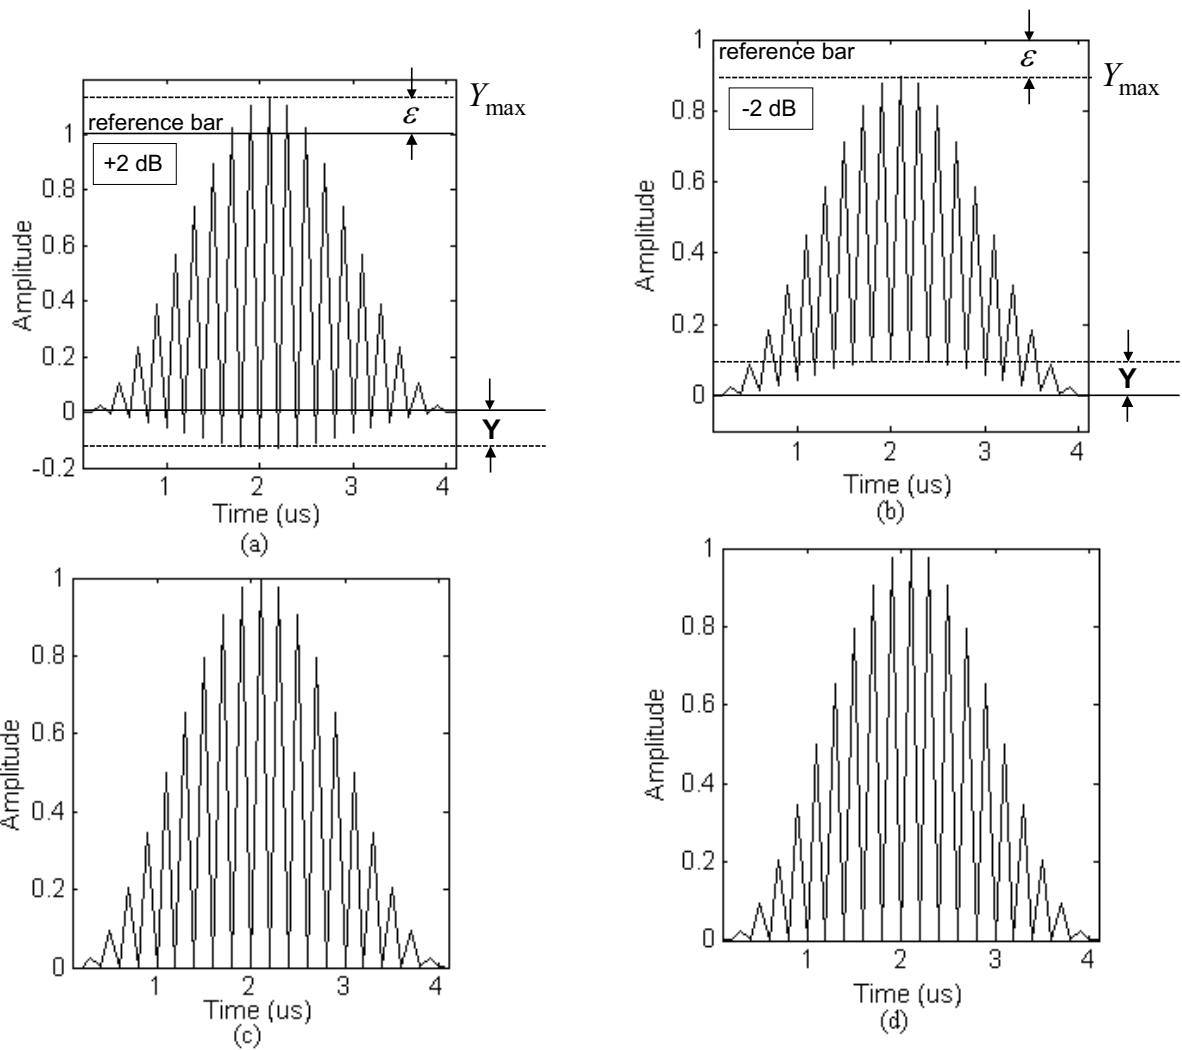 reference bar
+2 dB
ε
Y max
1
0.8
0.6
0.4
0.2
0
-0.2
Amplitude
Y
1 2 3 4
Time (us)
(a)
reference bar
-2 dB
ε
Y max
1
0.8
0.6
0.4
0.2
0
Amplitude
Y
1 2 3 4
Time (us)
(b)
1
0.8
0.6
0.4
0.2
0
Amplitude
1 2 3 4
Time (us)
(c)
1
0.8
0.6
0.4
0.2
0
Amplitude
1 2 3 4
Time (us)
(d)